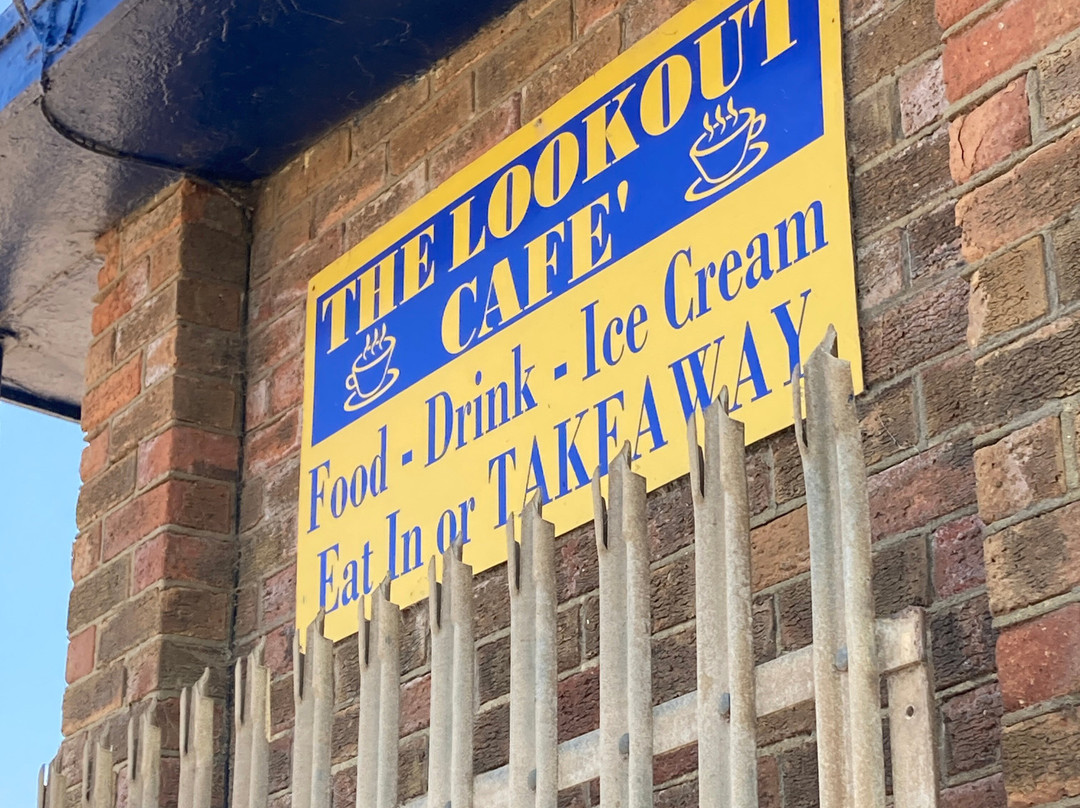 THE LOOKOUT
CAFE'
Food - Drink - Ice Cream
Eat In or TAKEAWAY